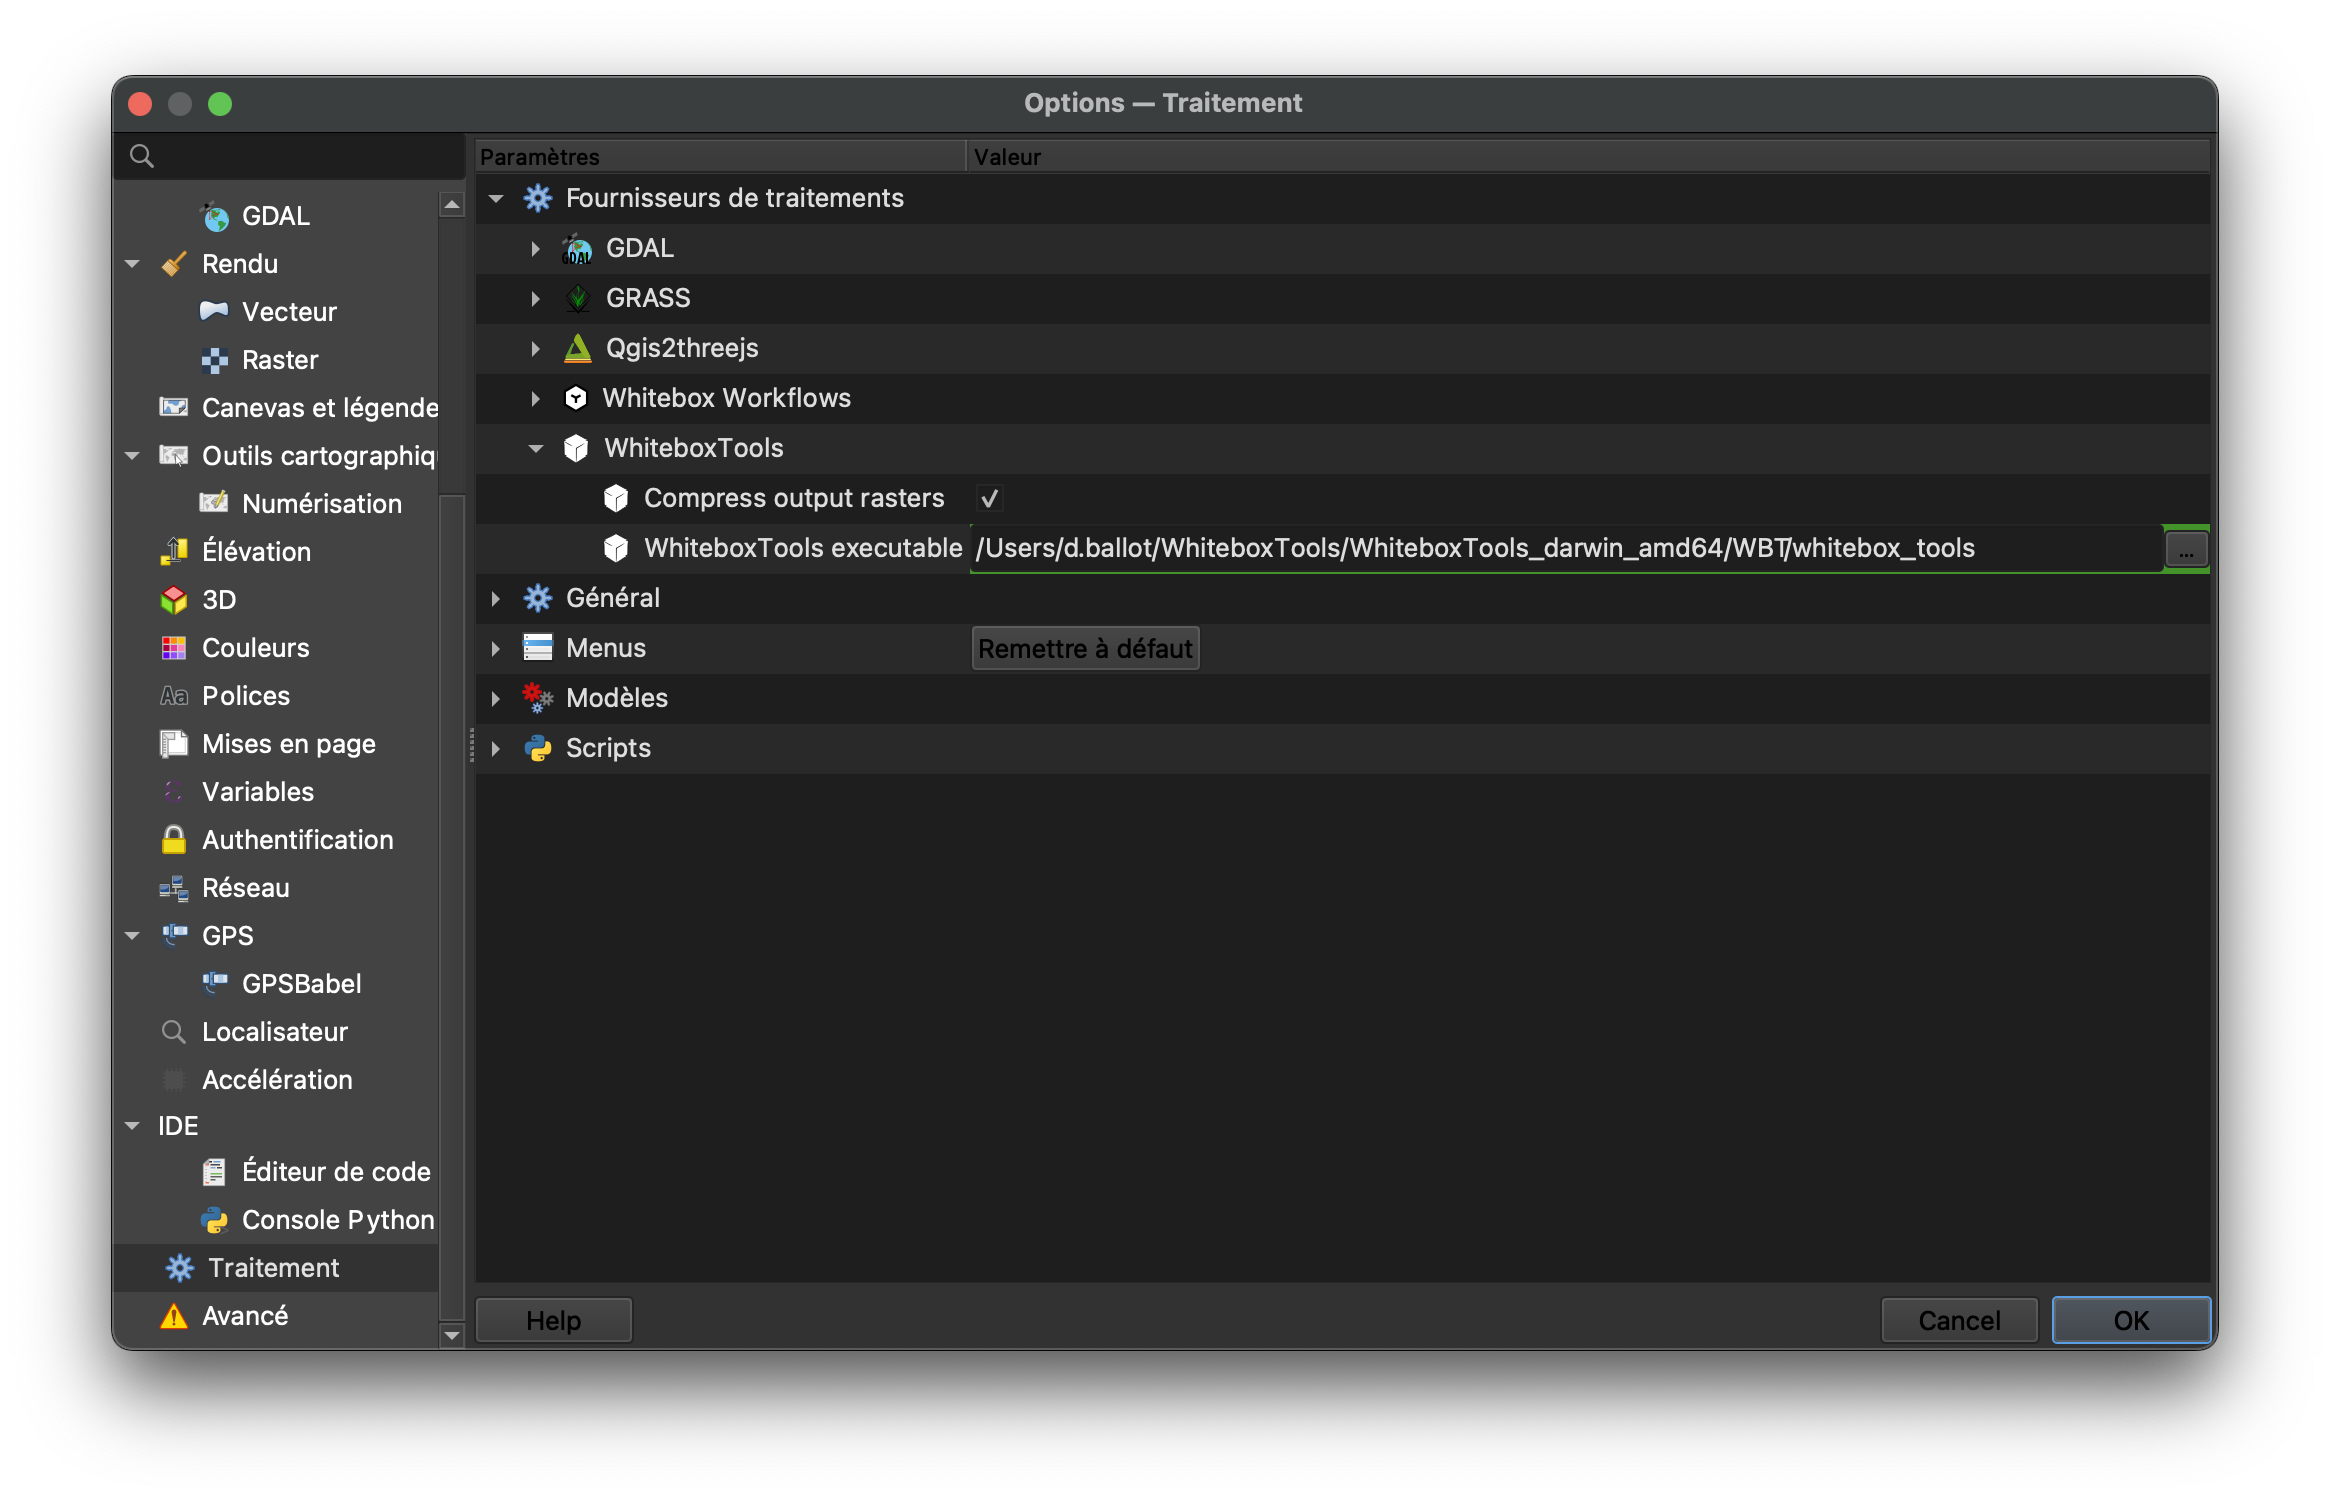 Options — Traitement
GDAL
Rendu
Vecteur
Raster
Canevas et légende
Outils cartographiqu
Numérisation
Élévation
3D
Couleurs
Aa Polices
Mises en page
Variables
Authentification
Réseau
GPS
GPSBabel
Localisateur
Accélération
IDE
Éditeur de code
Console Python
Traitement
Avancé
Paramètres Valeur
Fournisseurs de traitements
GDAL GDAL
GRASS
Qgis2threejs
Whitebox Workflows
WhiteboxTools
Compress output rasters
WhiteboxTools executable /Users/d.ballot/WhiteboxTools/WhiteboxTools_darwin_amd64/WBT/whitebox_tools ...
Général
Menus Remettre à défaut
Modèles
Scripts
Help Cancel OK